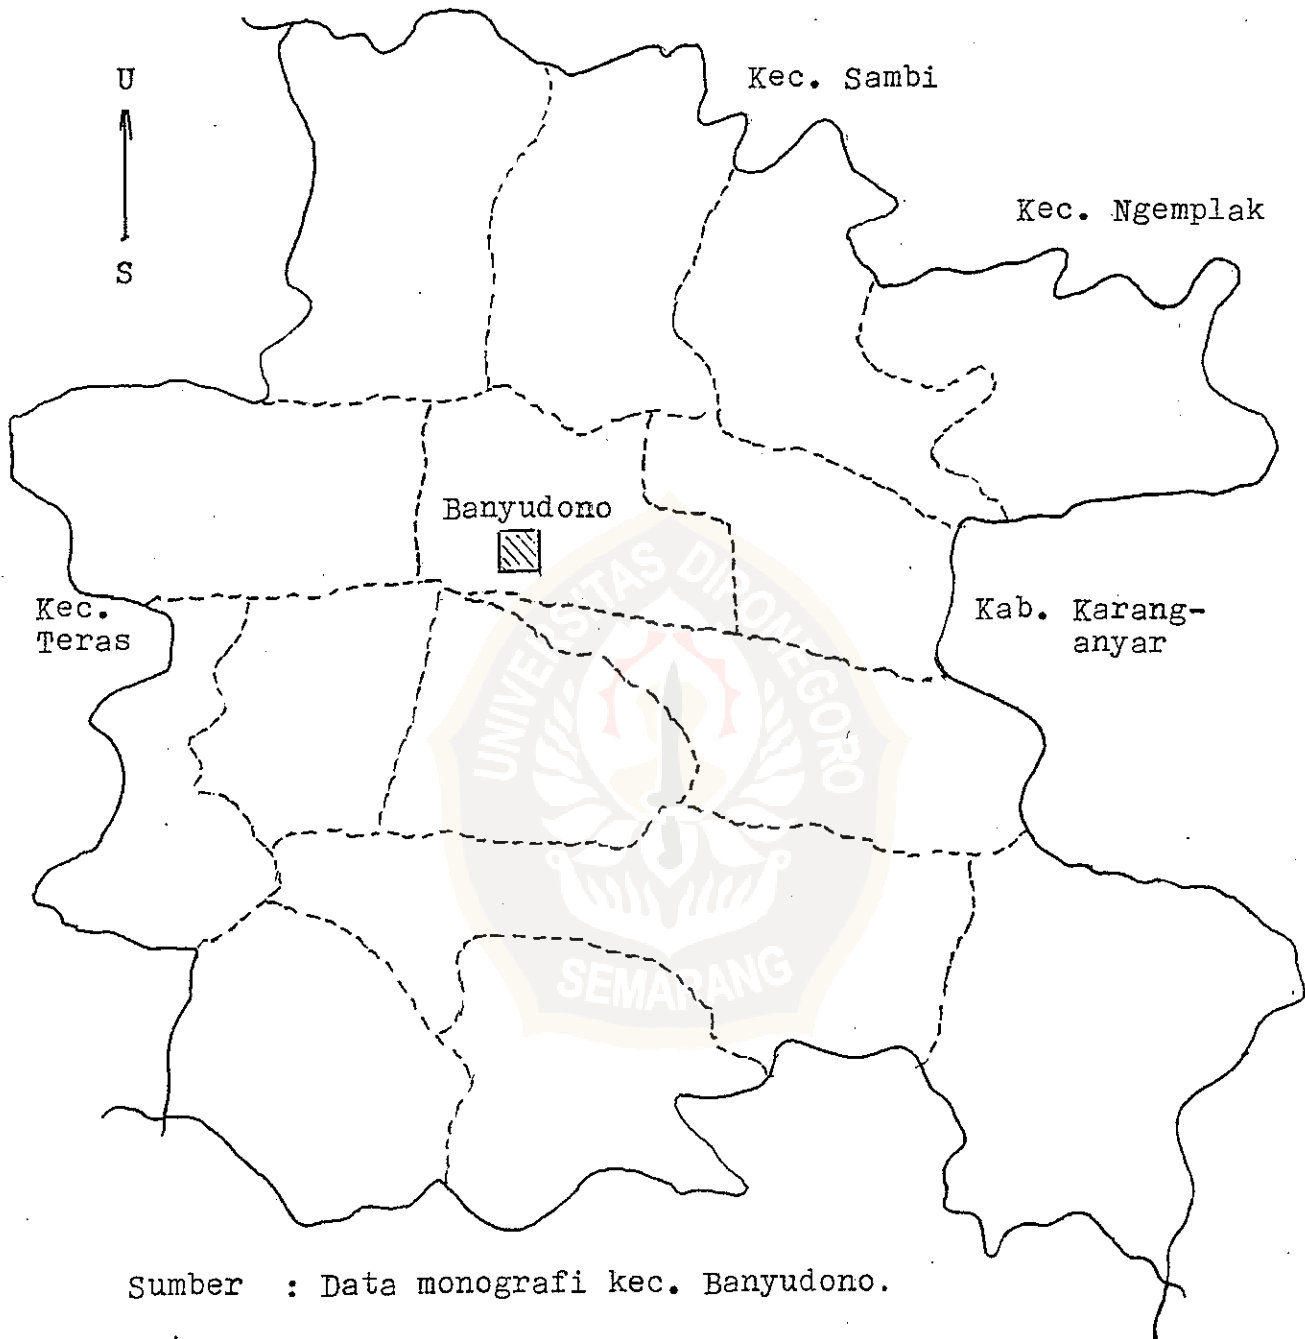 U
Kec. Sambi
Kec. Ngemplak
S
Banyudono
Kec.
Teras
Kab. Karang-
anyar
UNIVERSITAS DIPONEGORO
SEMARANG
Sumber : Data monografi kec. Banyudono.